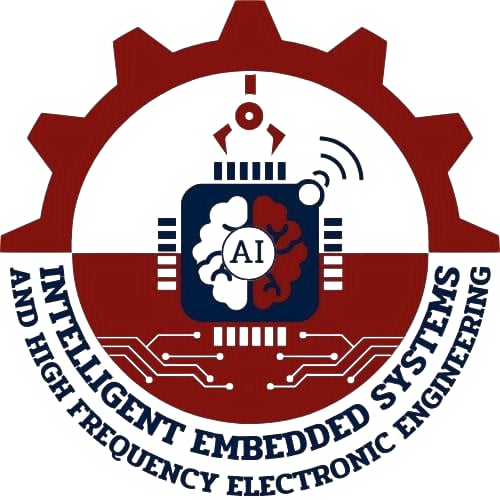 AI
INTELLIGENT EMBEDDED SYSTEMS
AND HIGH FREQUENCY ELECTRONIC ENGINEERING